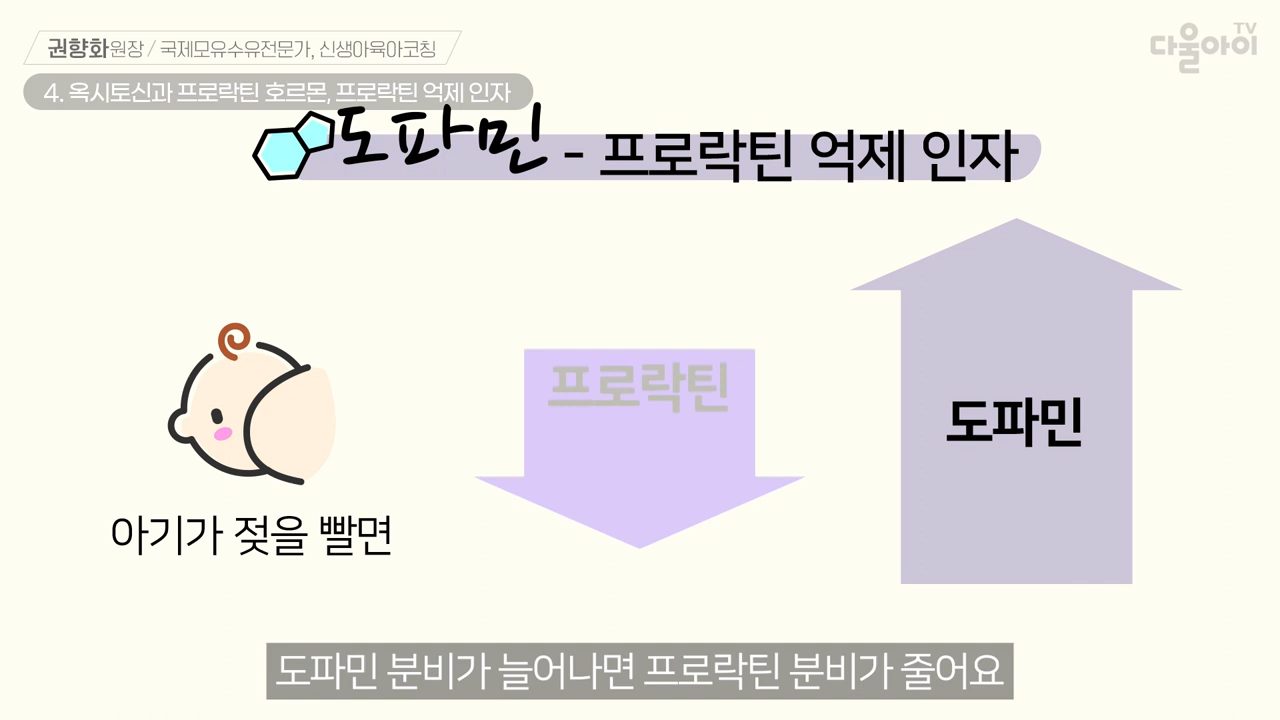 권향화원장 / 국제모유수유전문가, 신생아육아코칭
다울아이 TV
4. 옥시토신과 프로락틴 호르몬, 프로락틴 억제 인자
도파민 - 프로락틴 억제 인자
프로락틴
도파민
아기가 젖을 빨면
도파민 분비가 늘어나면 프로락틴 분비가 줄어요